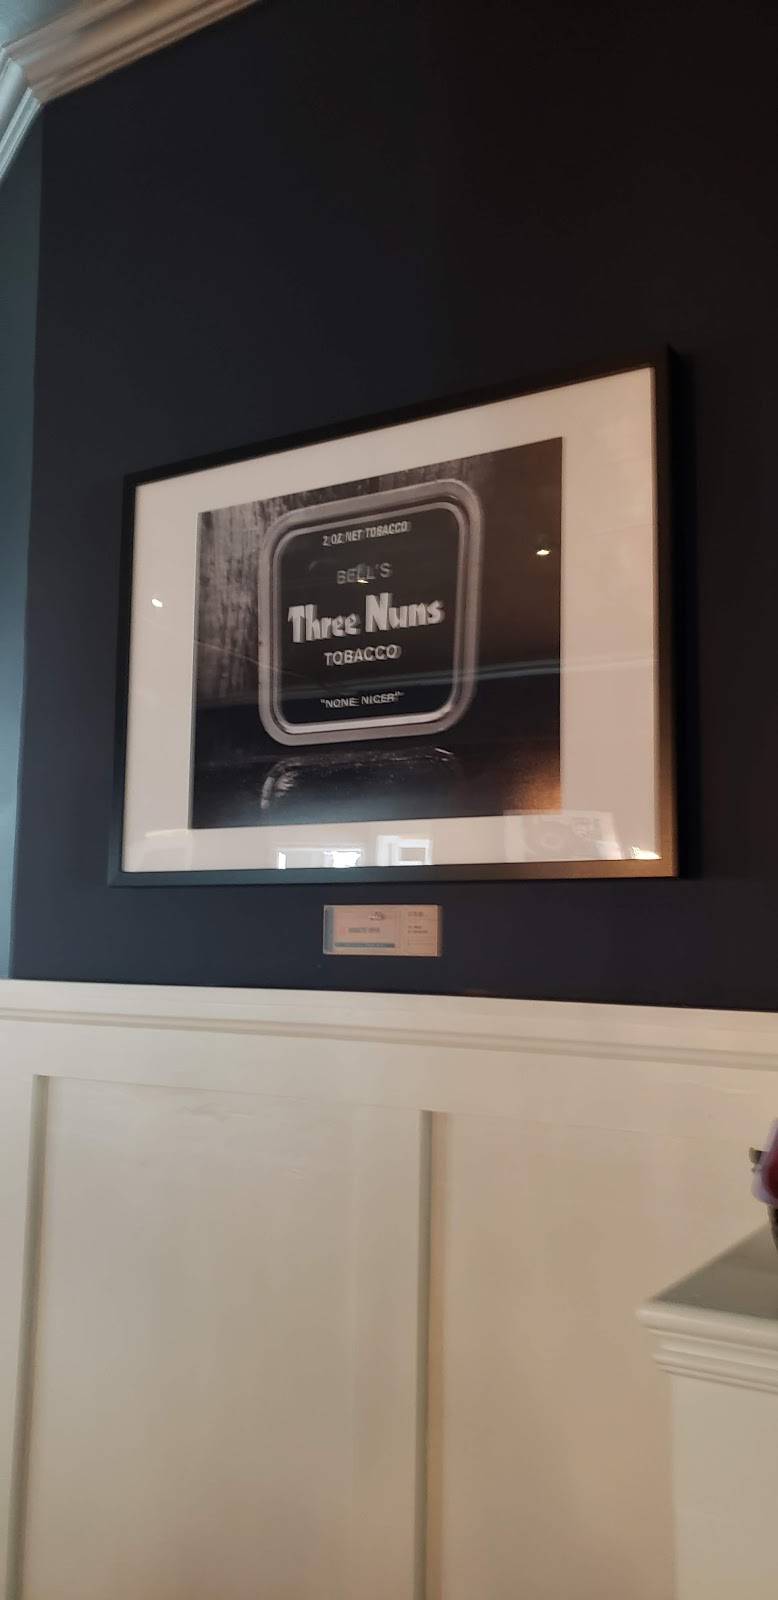 2 OZ NET TOBACCO
BELL'S
Three Nuns
TOBACCO
"NONE NICER"